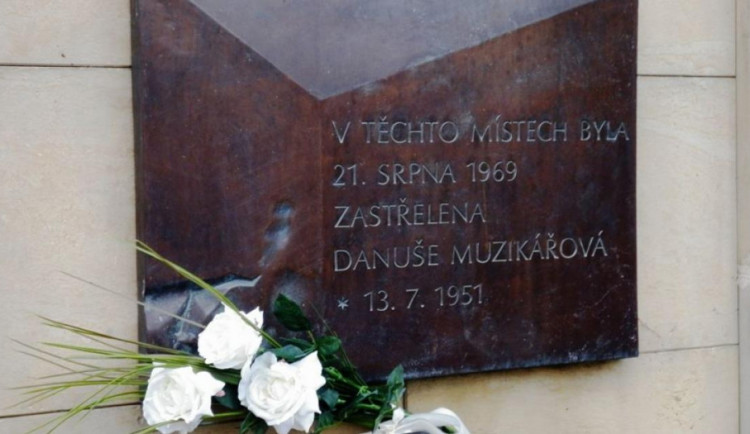 V TĚCHTO MÍSTECH BYLA
21. SRPNA 1969
ZASTŘELENA
DANUŠE MUZIKÁŘOVÁ
* 13. 7. 1951